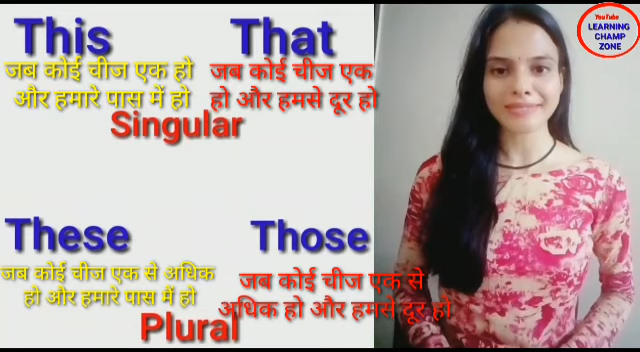 This
जब कोई चीज एक हो
और हमारे पास में हो
That
जब कोई चीज एक
हो और हमसे दूर हो
Singular
These
जब कोई चीज एक से अधिक
हो और हमारे पास में हो
Those
जब कोई चीज एक से
अधिक हो और हमसे दूर हो
Plural
YouTube
LEARNING
CHAMP
ZONE